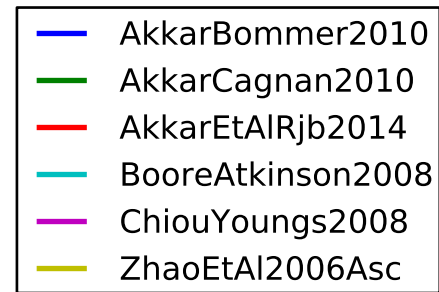 AkkarBommer2010
AkkarCagnan2010
AkkarEtAlRjb2014
BooreAtkinson2008
ChiouYoungs2008
ZhaoEtAl2006Asc